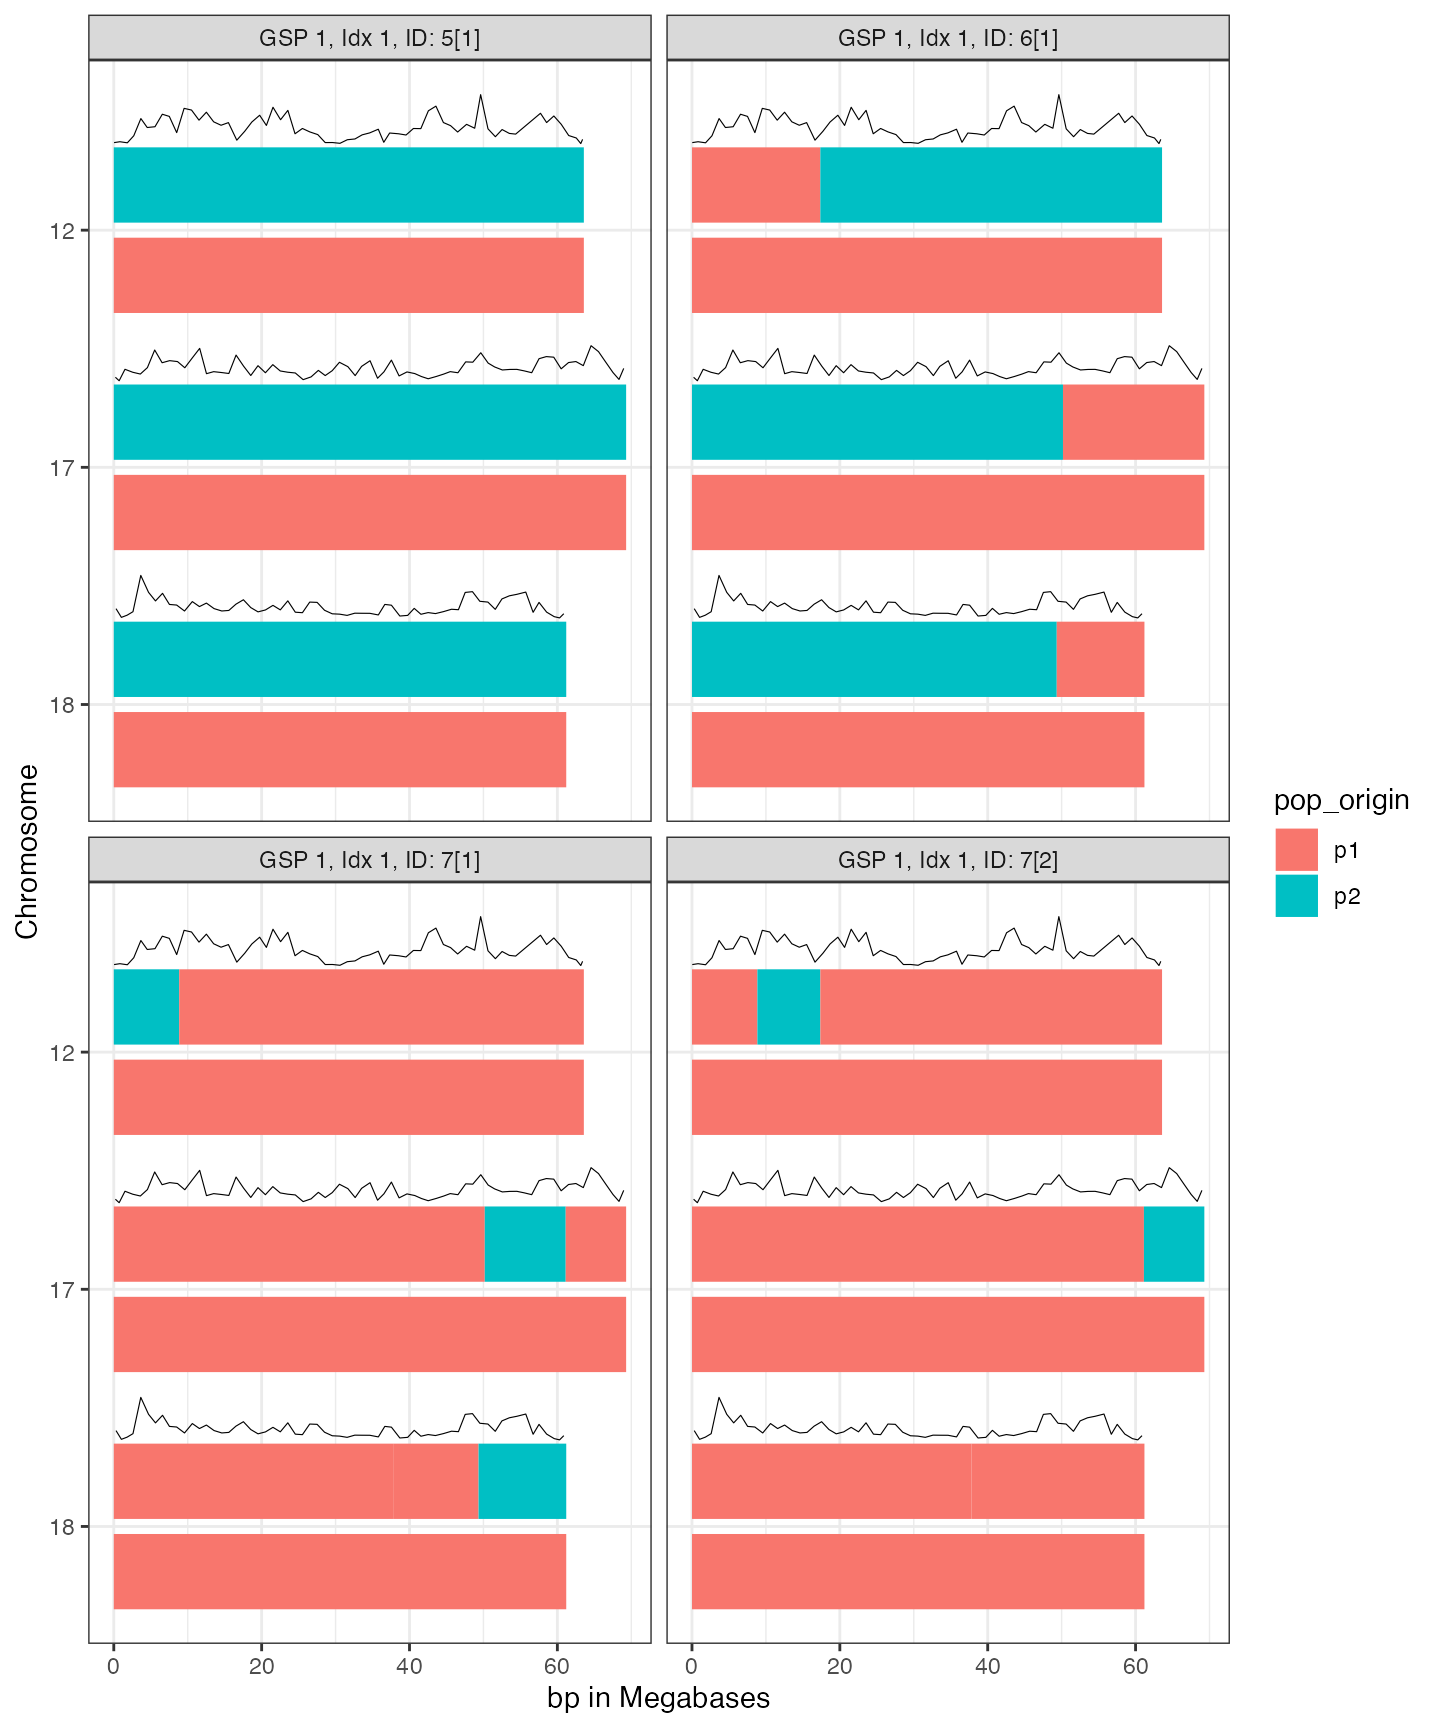 GSP 1, Idx 1, ID: 5[1]
GSP 1, Idx 1, ID: 6[1]
12
17
18
Chromosome
GSP 1, Idx 1, ID: 7[1]
GSP 1, Idx 1, ID: 7[2]
12
17
18
0 20 40 60
0 20 40 60
bp in Megabases
pop_origin
p1
p2